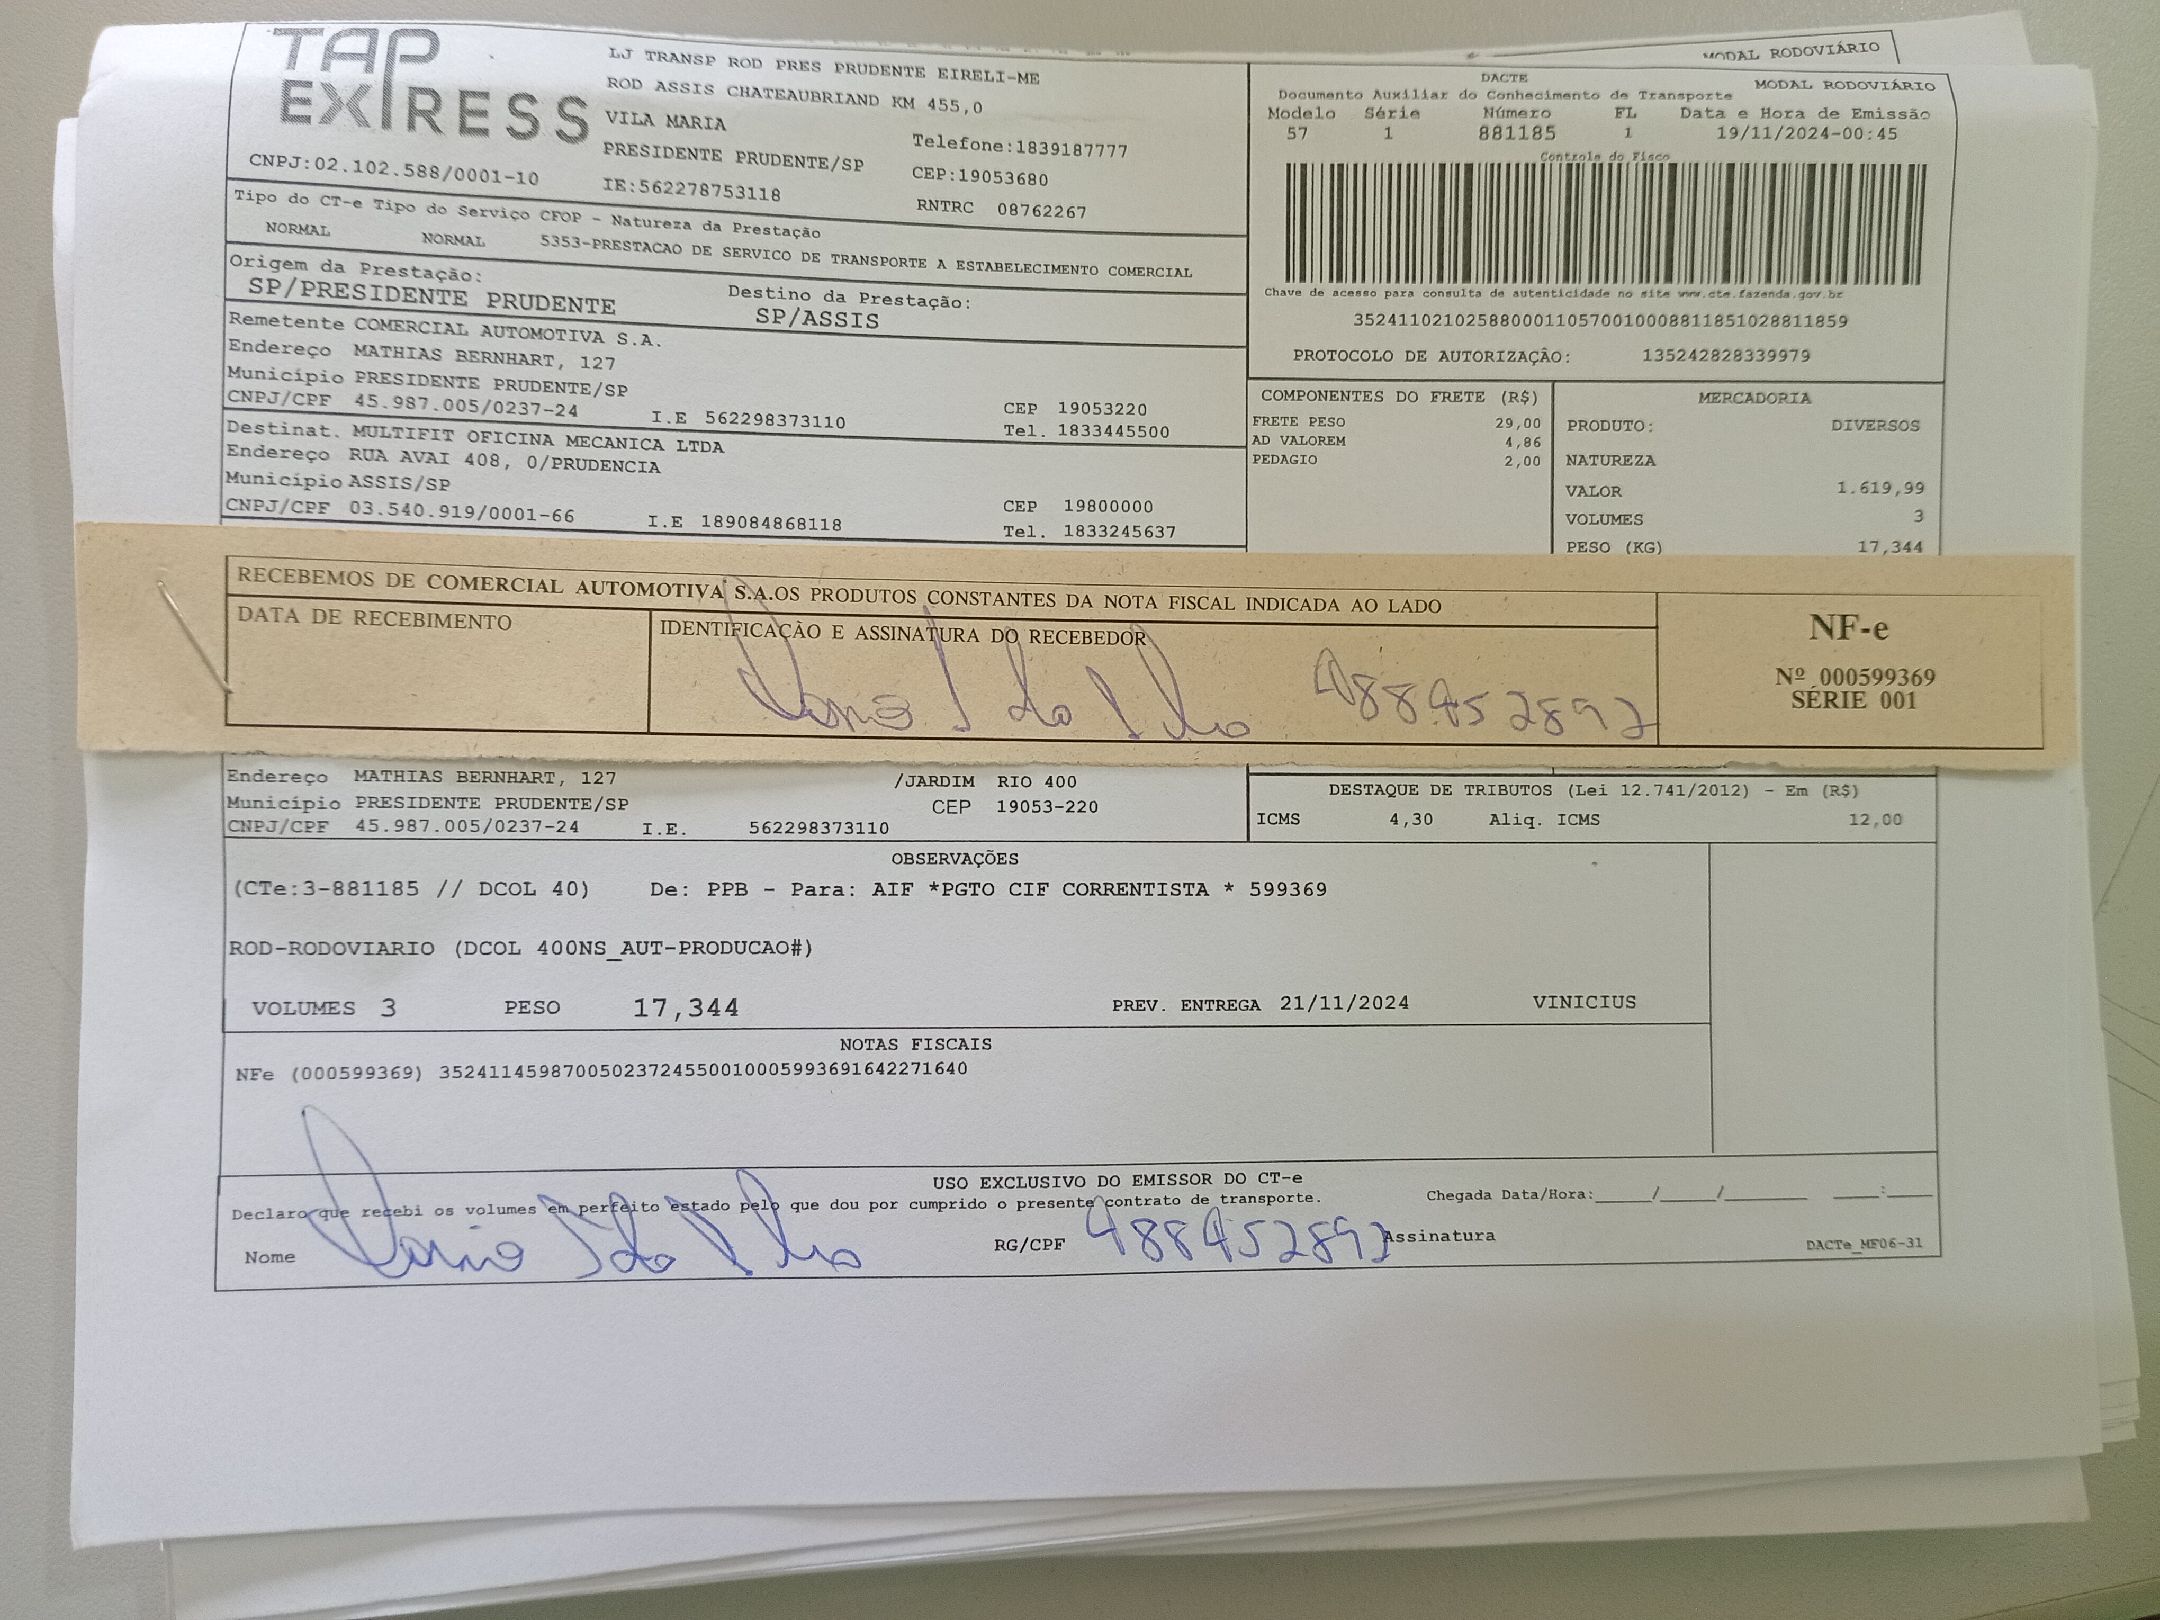 MODAL RODOVIÁRIO
TAP EXPRESS
LJ TRANSP ROD PRES PRUDENTE EIRELI-ME
ROD ASSIS CHATEAUBRIAND KM 455,0
VILA MARIA
Telefone:1839187777
PRESIDENTE PRUDENTE/SP
CEP:19053680
CNPJ:02.102.588/0001-10
IE:562278753118
RNTRC 08762267
Tipo do CT-e Tipo do Serviço CFOP - Natureza da Prestação
NORMAL NORMAL 5353-PRESTACAO DE SERVICO DE TRANSPORTE A ESTABELECIMENTO COMERCIAL
Origem da Prestação:
SP/PRESIDENTE PRUDENTE
Destino da Prestação:
SP/ASSIS
Remetente COMERCIAL AUTOMOTIVA S.A.
Endereço MATHIAS BERNHART, 127
Município PRESIDENTE PRUDENTE/SP
CNPJ/CPF 45.987.005/0237-24 I.E 562298373110
CEP 19053220
Tel. 1833445500
Destinat. MULTIFIT OFICINA MECANICA LTDA
Endereço RUA AVAI 408, 0/PRUDENCIA
Município ASSIS/SP
CNPJ/CPF 03.540.919/0001-66 I.E 189084868118
CEP 19800000
Tel. 1833245637
DACTE
MODAL RODOVIÁRIO
Documento Auxiliar do Conhecimento de Transporte
Modelo Série Número FL Data e Hora de Emissão
57 1 881185 1 19/11/2024-00:45
Controle do Fisco
Chave de acesso para consulta de autenticidade no site www.cte.fazenda.gov.br
35241102102588000110570010008811851028811859
PROTOCOLO DE AUTORIZAÇÂO: 135242828339979
COMPONENTES DO FRETE (R$)
FRETE PESO 29,00
AD VALOREM 4,86
PEDAGIO 2,00
MERCADORIA
PRODUTO: DIVERSOS
NATUREZA
VALOR 1.619,99
VOLUMES 3
PESO (KG) 17,344
RECEBEMOS DE COMERCIAL AUTOMOTIVA S.A.OS PRODUTOS CONSTANTES DA NOTA FISCAL INDICADA AO LADO
DATA DE RECEBIMENTO
IDENTIFICAÇÃO E ASSINATURA DO RECEBEDOR
488452892
NF-e
Nº 000599369
SÉRIE 001
Endereço MATHIAS BERNHART, 127 /JARDIM RIO 400
Município PRESIDENTE PRUDENTE/SP CEP 19053-220
CNPJ/CPF 45.987.005/0237-24 I.E. 562298373110
DESTAQUE DE TRIBUTOS (Lei 12.741/2012) - Em (R$)
ICMS 4,30 Aliq. ICMS 12,00
OBSERVAÇÕES
(CTe:3-881185 // DCOL 40) De: PPB - Para: AIF *PGTO CIF CORRENTISTA * 599369
ROD-RODOVIARIO (DCOL 400NS_AUT-PRODUCAO#)
VOLUMES 3 PESO 17,344 PREV. ENTREGA 21/11/2024 VINICIUS
NOTAS FISCAIS
NFe (000599369) 35241145987005023724550010005993691642271640
USO EXCLUSIVO DO EMISSOR DO CT-e
Declaro que recebi os volumes em perfeito estado pelo que dou por cumprido o presente contrato de transporte.
Chegada Data/Hora:_____/_____/_______ ____:____
Nome
RG/CPF 488452892
Assinatura
DACTe_MF06-31